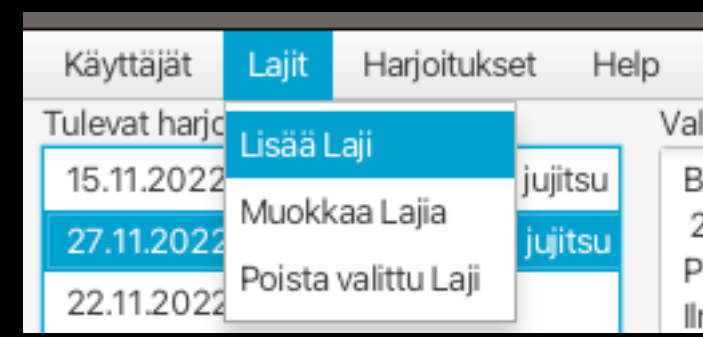 Käyttäjät Lajit Harjoitukset Help
Tulevat
Lisää Laji
15.11.2022 jujitsu
Muokkaa Lajia
27.11.2022 jujitsu
Poista valittu Laji
22.11.2022